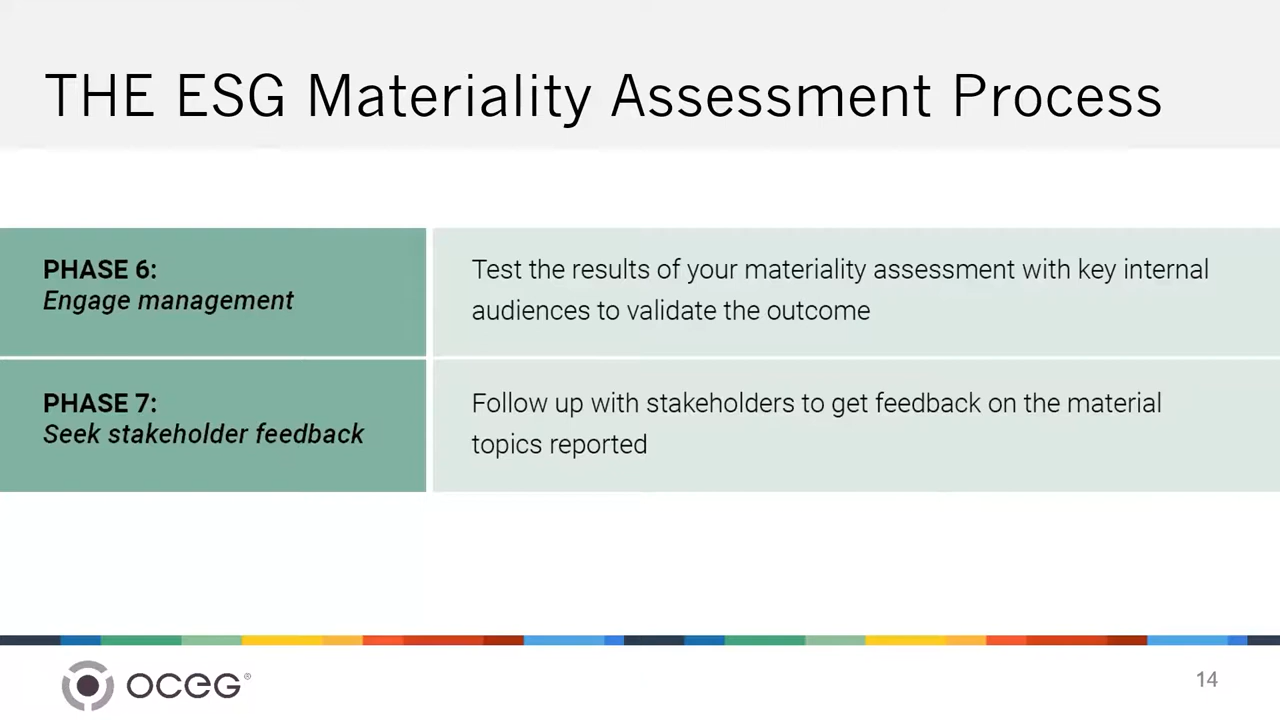 THE ESG Materiality Assessment Process
PHASE 6:
Engage management
Test the results of your materiality assessment with key internal
audiences to validate the outcome
PHASE 7:
Seek stakeholder feedback
Follow up with stakeholders to get feedback on the material
topics reported
OCEG®
14